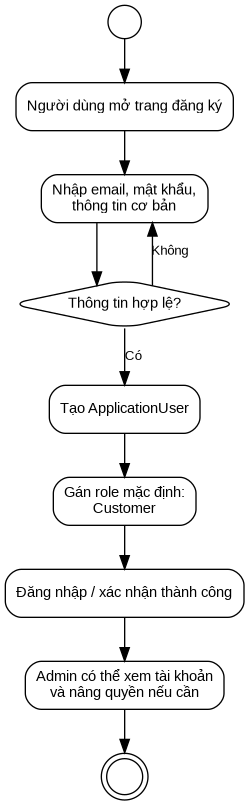 Người dùng mở trang đăng ký
Nhập email, mật khẩu,
thông tin cơ bản
Không
Thông tin hợp lệ?
Có
Tạo ApplicationUser
Gán role mặc định:
Customer
Đăng nhập / xác nhận thành công
Admin có thể xem tài khoản
và nâng quyền nếu cần